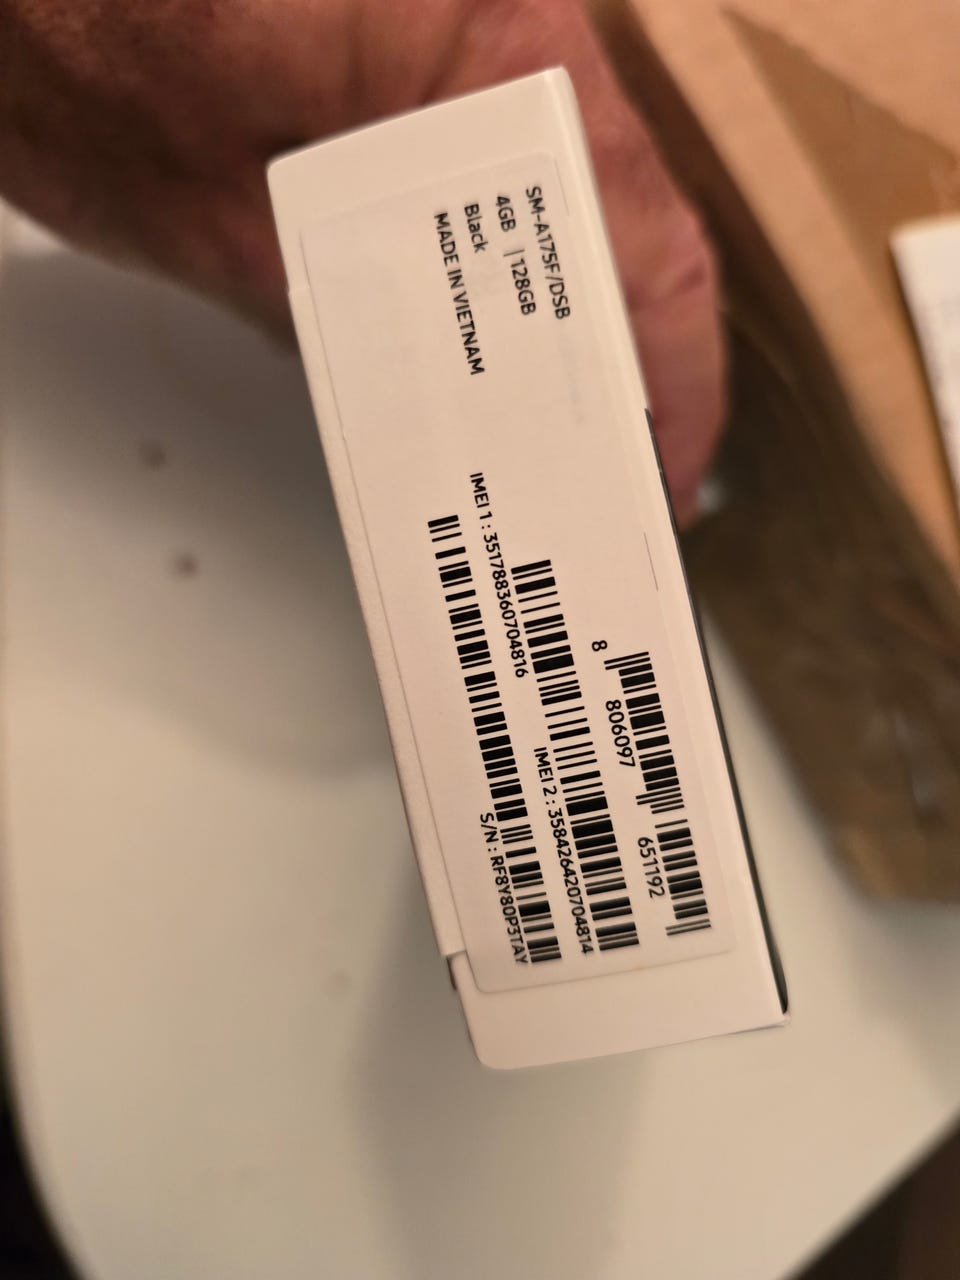 SM-A175F/DSB
4GB | 128GB
Black
MADE IN VIETNAM
8 806097 651192
IMEI 1 : 351788360704816
IMEI 2 : 358426420704814
S/N : RF8Y80P3TAY